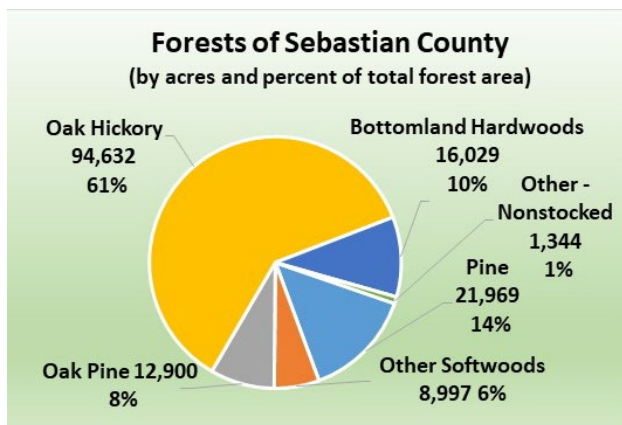 Forests of Sebastian County
(by acres and percent of total forest area)
Oak Hickory
94,632
61%
Bottomland Hardwoods
16,029
10%
Other -
Nonstocked
1,344
1%
Pine
21,969
14%
Other Softwoods
8,997 6%
Oak Pine 12,900
8%